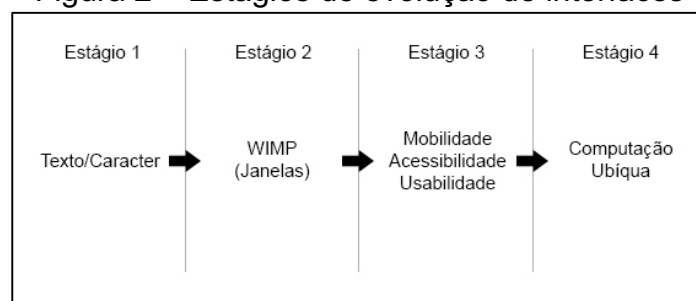 Estágio 1
Estágio 2
Estágio 3
Estágio 4
Texto/Caracter
WIMP
(Janelas)
Mobilidade
Acessibilidade
Usabilidade
Computação
Ubíqua